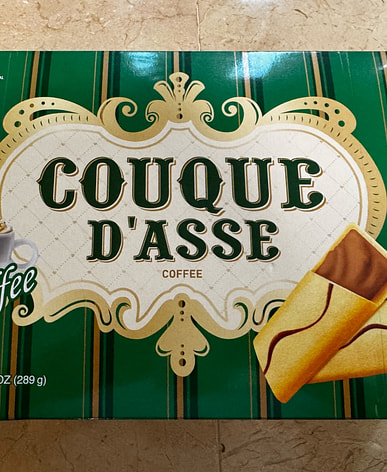 COUQUE
D'ASSE
COFFEE
ffee
OZ (289 g)